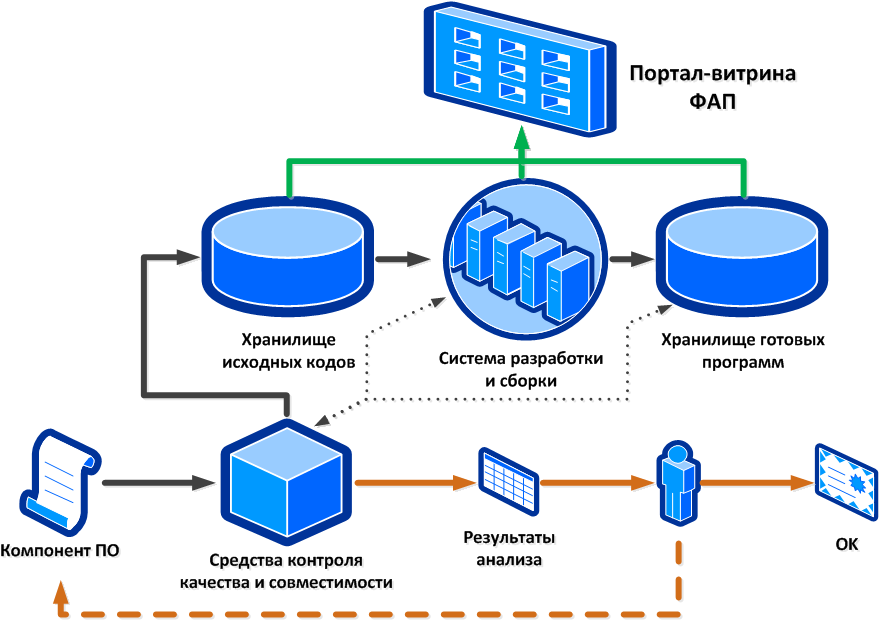 Портал-витрина
ФАП
Хранилище
исходных кодов
Система разработки
и сборки
Хранилище готовых
программ
Компонент ПО
Средства контроля
качества и совместимости
Результаты
анализа
ОК